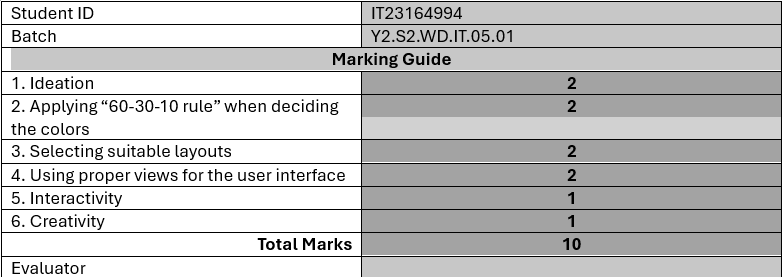 Student ID IT23164994
Batch Y2.S2.WD.IT.05.01
Marking Guide
1. Ideation 2
2. Applying “60-30-10 rule” when deciding 2
the colors
3. Selecting suitable layouts 2
4. Using proper views for the user interface 2
5. Interactivity 1
6. Creativity 1
Total Marks 10
Evaluator